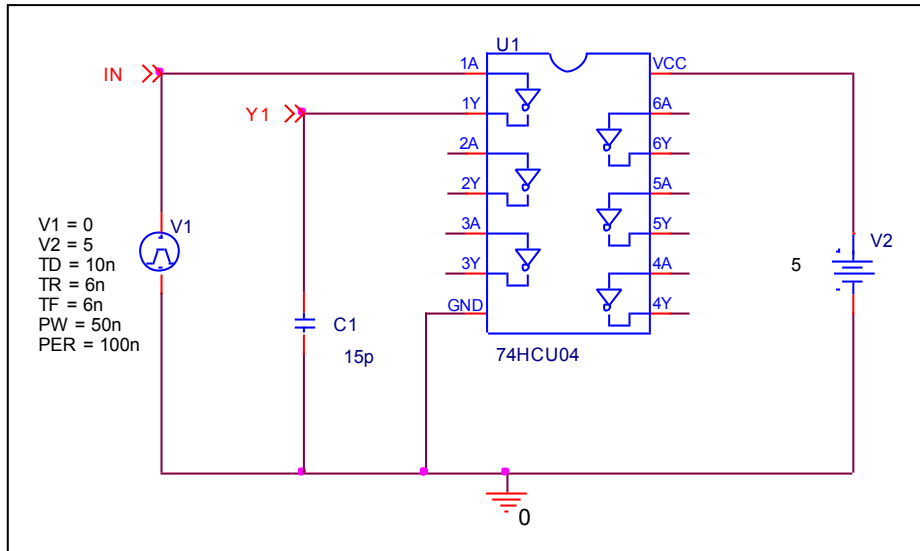 U1
IN
1A
VCC
Y1
1Y
6A
2A
6Y
2Y
5A
3A
5Y
3Y
4A
GND
4Y
74HCU04
V1
V1 = 0
V2 = 5
TD = 10n
TR = 6n
TF = 6n
PW = 50n
PER = 100n
C1
15p
V2
5
0